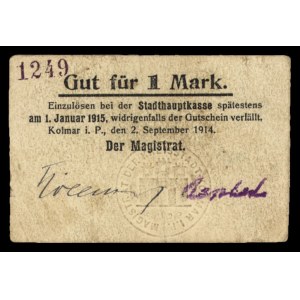 1249
Gut für 1 Mark.
Einzulösen bei der Stadthauptkasse spätestens
am 1. Januar 1915, widrigenfalls der Gutschein verfällt.
Kolmar i. P., den 2. September 1914.
Der Magistrat.